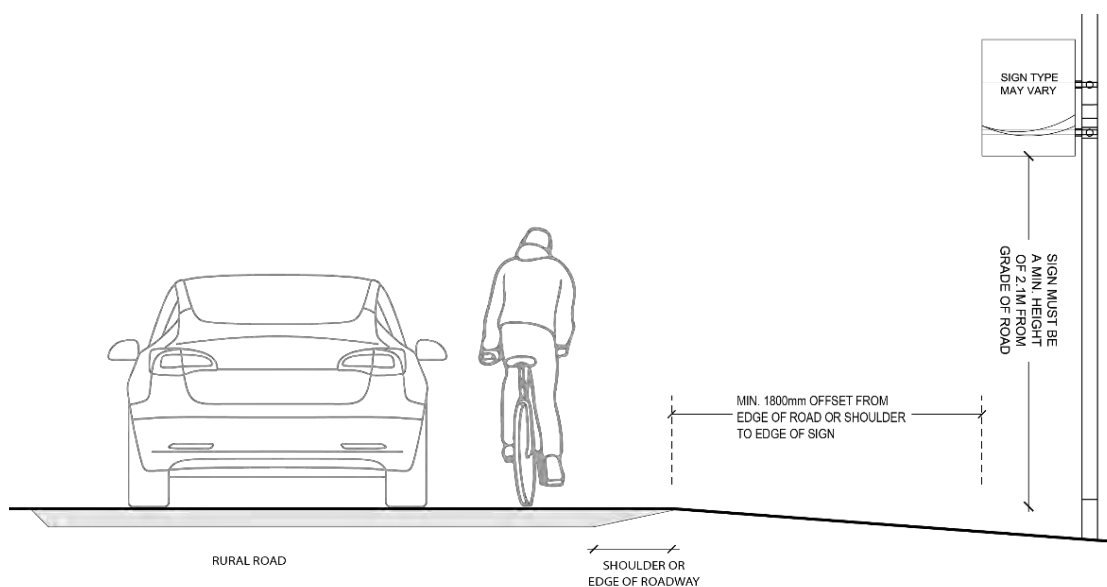 SIGN TYPE
MAY VARY
SIGN MUST BE
A MIN. HEIGHT
OF 2.1M FROM
GRADE OF ROAD
MIN. 1800mm OFFSET FROM
EDGE OF ROAD OR SHOULDER
TO EDGE OF SIGN
RURAL ROAD
SHOULDER OR
EDGE OF ROADWAY